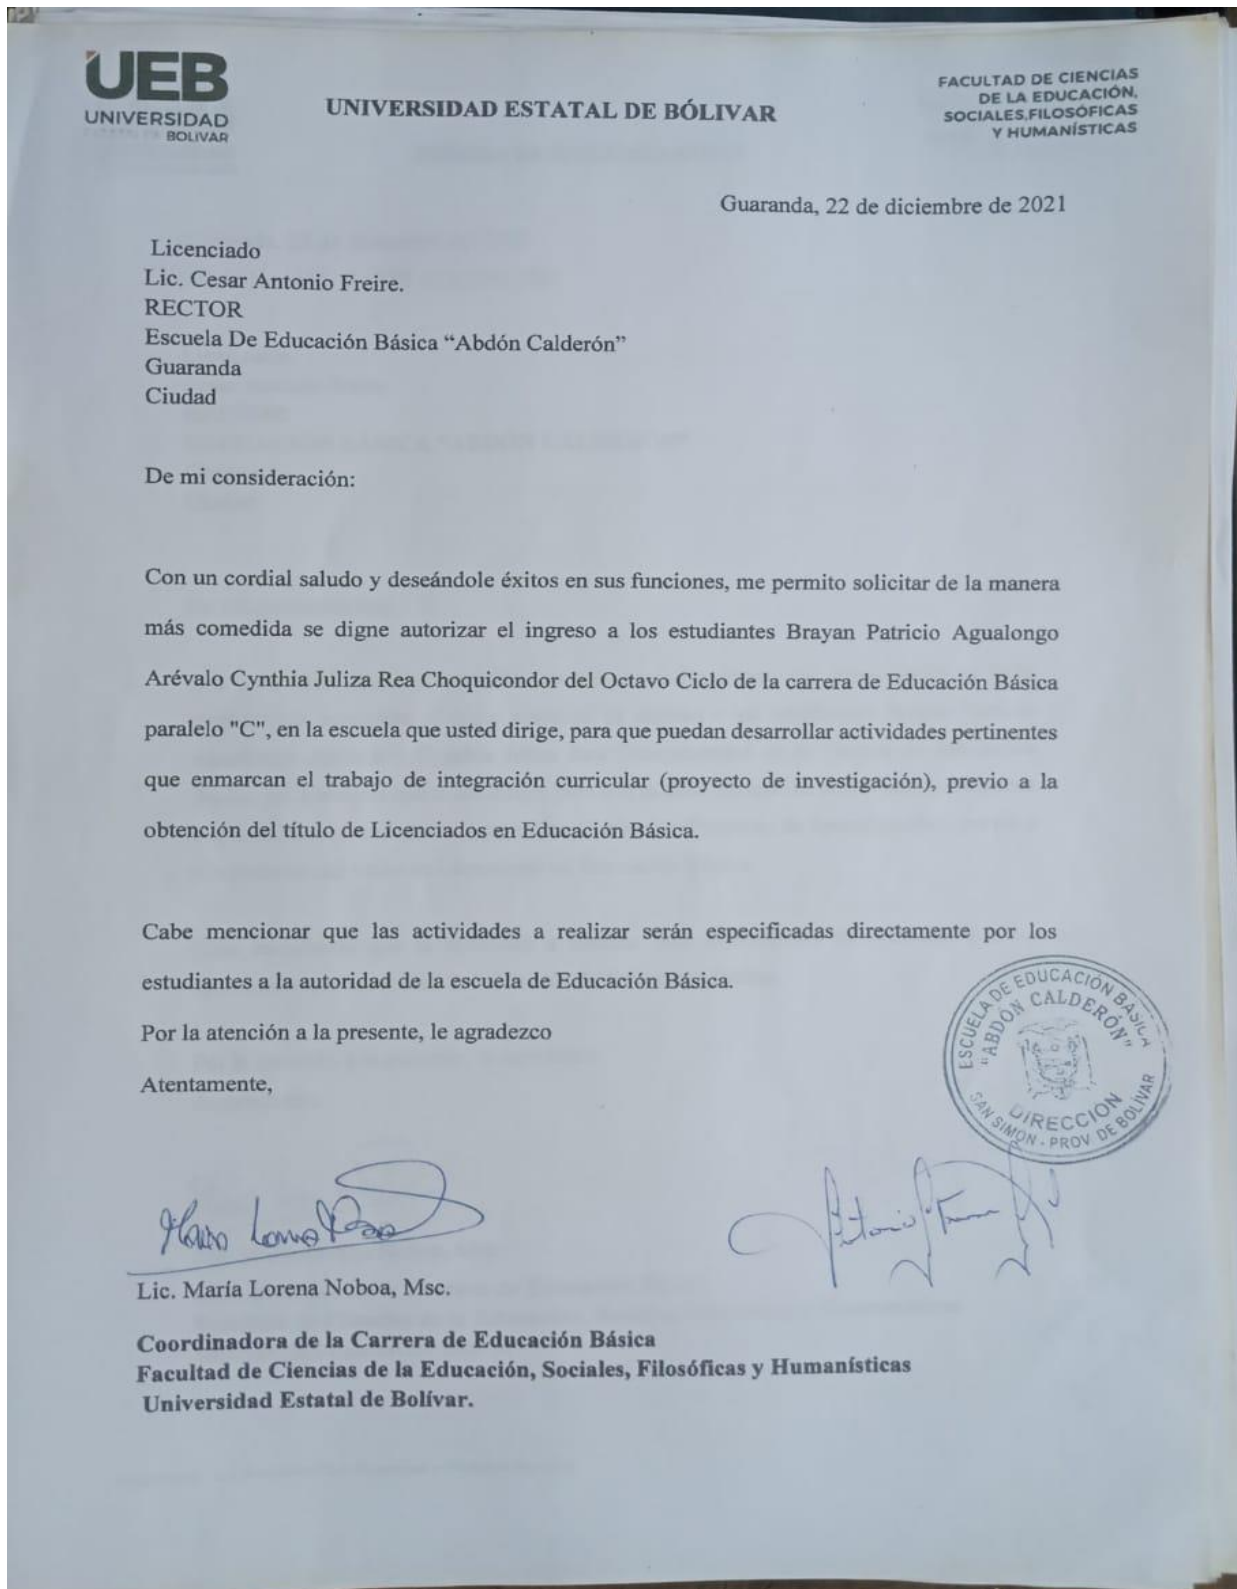 UEB
UNIVERSIDAD
BOLIVAR
UNIVERSIDAD ESTATAL DE BÓLIVAR
FACULTAD DE CIENCIAS
DE LA EDUCACIÓN,
SOCIALES,FILOSÓFICAS
Y HUMANÍSTICAS
Guaranda, 22 de diciembre de 2021
Licenciado
Lic. Cesar Antonio Freire.
RECTOR
Escuela De Educación Básica “Abdón Calderón”
Guaranda
Ciudad
De mi consideración:
Con un cordial saludo y deseándole éxitos en sus funciones, me permito solicitar de la manera
más comedida se digne autorizar el ingreso a los estudiantes Brayan Patricio Agualongo
Arévalo Cynthia Juliza Rea Choquicondor del Octavo Ciclo de la carrera de Educación Básica
paralelo "C", en la escuela que usted dirige, para que puedan desarrollar actividades pertinentes
que enmarcan el trabajo de integración curricular (proyecto de investigación), previo a la
obtención del título de Licenciados en Educación Básica.
Cabe mencionar que las actividades a realizar serán especificadas directamente por los
estudiantes a la autoridad de la escuela de Educación Básica.
Por la atención a la presente, le agradezco
Atentamente,
ESCUELA DE EDUCACIÓN BÁSICA
"ABDÓN CALDERÓN"
DIRECCIÓN
SAN SIMÓN - PROV DE BOLIVAR
Lic. María Lorena Noboa, Msc.
Coordinadora de la Carrera de Educación Básica
Facultad de Ciencias de la Educación, Sociales, Filosóficas y Humanísticas
Universidad Estatal de Bolívar.